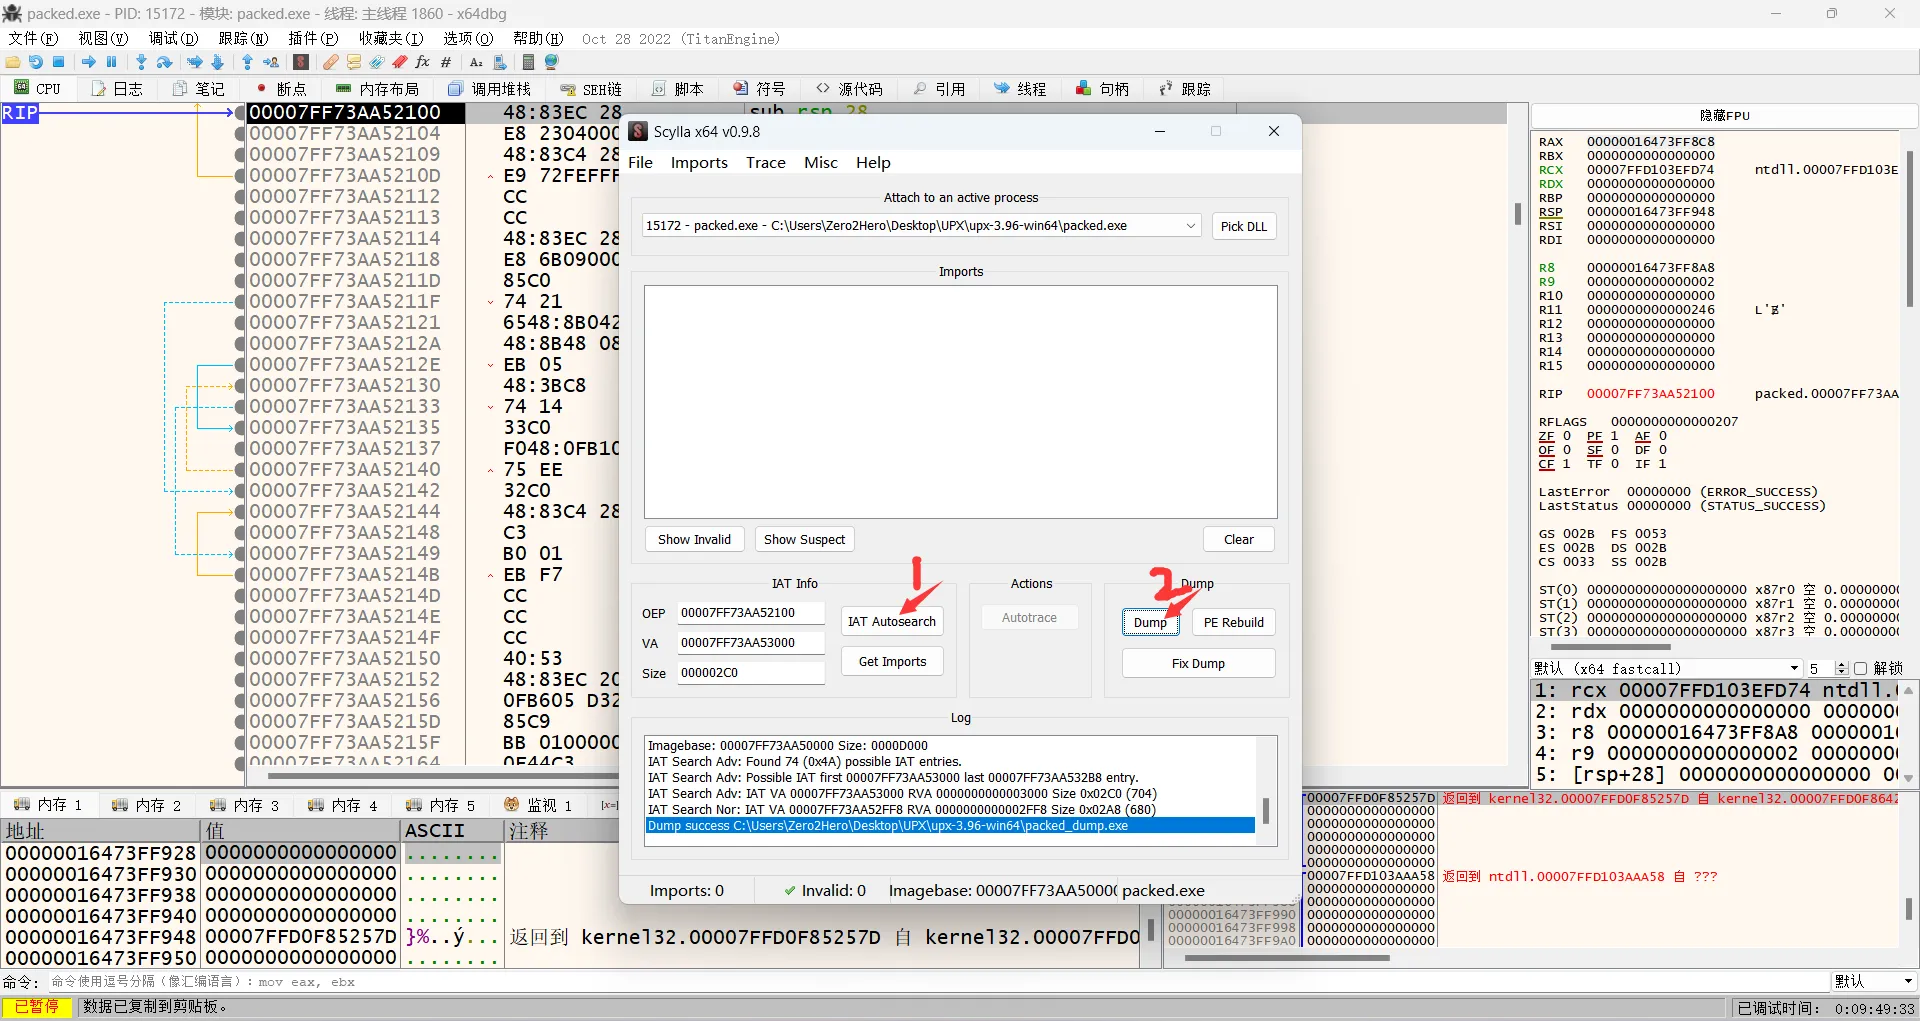 packed.exe - PID: 15172 - 模块: packed.exe - 线程: 主线程 1860 - x64dbg
文件(F) 视图(V) 调试(D) 跟踪(N) 插件(P) 收藏夹(I) 选项(O) 帮助(H) Oct 28 2022 (TitanEngine)
CPU 日志 笔记 断点 内存布局 调用堆栈 SEH链 脚本 符号 源代码 引用 线程 句柄 跟踪
RIP
00007FF73AA52100 48:83EC 28 sub rsp,28
00007FF73AA52104 E8 2304000
00007FF73AA52109 48:83C4 28
00007FF73AA5210D E9 72FEFFF
00007FF73AA52112 CC
00007FF73AA52113 CC
00007FF73AA52114 48:83EC 28
00007FF73AA52118 E8 6B09000
00007FF73AA5211D 85C0
00007FF73AA5211F 74 21
00007FF73AA52121 6548:8B042
00007FF73AA5212A 48:8B48 08
00007FF73AA5212E EB 05
00007FF73AA52130 48:3BC8
00007FF73AA52133 74 14
00007FF73AA52135 33C0
00007FF73AA52137 F048:0FB10
00007FF73AA52140 75 EE
00007FF73AA52142 32C0
00007FF73AA52144 48:83C4 28
00007FF73AA52148 C3
00007FF73AA52149 B0 01
00007FF73AA5214B EB F7
00007FF73AA5214D CC
00007FF73AA5214E CC
00007FF73AA5214F CC
00007FF73AA52150 40:53
00007FF73AA52152 48:83EC 20
00007FF73AA52156 0FB605 D32
00007FF73AA5215D 85C9
00007FF73AA5215F BB 0100000
00007FF73AA52164 0F44C3
Scylla x64 v0.9.8
File Imports Trace Misc Help
Attach to an active process
15172 - packed.exe - C:\Users\Zero2Hero\Desktop\UPX\upx-3.96-win64\packed.exe
Pick DLL
Imports
Show Invalid Show Suspect Clear
1 2
IAT Info Actions Dump
OEP 00007FF73AA52100 IAT Autosearch
VA 00007FF73AA53000
Size 000002C0 Get Imports
Autotrace
Dump PE Rebuild
Fix Dump
Log
Imagebase: 00007FF73AA50000 Size: 0000D000
IAT Search Adv: Found 74 (0x4A) possible IAT entries.
IAT Search Adv: Possible IAT first 00007FF73AA53000 last 00007FF73AA532B8 entry.
IAT Search Adv: IAT VA 00007FF73AA53000 RVA 0000000000003000 Size 0x02C0 (704)
IAT Search Nor: IAT VA 00007FF73AA52FF8 RVA 0000000000002FF8 Size 0x02A8 (680)
Dump success C:\Users\Zero2Hero\Desktop\UPX\upx-3.96-win64\packed_dump.exe
Imports: 0 Invalid: 0 Imagebase: 00007FF73AA50000 packed.exe
隐藏FPU
RAX 00000016473FF8C8
RBX 0000000000000000
RCX 00007FFD103EFD74 ntdll.00007FFD103E
RDX 0000000000000000
RBP 0000000000000000
RSP 00000016473FF948
RSI 0000000000000000
RDI 0000000000000000
R8 00000016473FF8A8
R9 0000000000000002
R10 0000000000000000
R11 0000000000000246
R12 0000000000000000
R13 0000000000000000
R14 0000000000000000
R15 0000000000000000
RIP 00007FF73AA52100 packed.00007FF73AA
RFLAGS 0000000000000207
ZF 0 PF 1 AF 0
OF 0 SF 0 DF 0
CF 1 TF 0 IF 1
LastError 00000000 (ERROR_SUCCESS)
LastStatus 00000000 (STATUS_SUCCESS)
GS 002B FS 0053
ES 002B DS 002B
CS 0033 SS 002B
ST(0) 00000000000000000000 x87r0 空 0.0000000
ST(1) 00000000000000000000 x87r1 空 0.0000000
ST(2) 00000000000000000000 x87r2 空 0.0000000
ST(3) 00000000000000000000 x87r3 空 0.0000000
默认 (x64 fastcall) 5 解锁
1: rcx 00007FFD103EFD74 ntdll.
2: rdx 0000000000000000 000000
3: r8 00000016473FF8A8 0000001
4: r9 0000000000000002 000000
5: [rsp+28] 0000000000000000 00
内存 1 内存 2 内存 3 内存 4 内存 5 监视 1 [x=]
地址 值 ASCII 注释
00000016473FF928 0000000000000000 ........
00000016473FF930 0000000000000000 ........
00000016473FF938 0000000000000000 ........
00000016473FF940 0000000000000000 ........
00000016473FF948 00007FFD0F85257D }%..ý... 返回到 kernel32.00007FFD0F85257D 自 kernel32.00007FFD0
00000016473FF950 0000000000000000 ........
00007FFD0F85257D 返回到 kernel32.00007FFD0F85257D 自 kernel32.00007FFD0F8642
0000000000000000
0000000000000000
0000000000000000
0000000000000000
0000000000000000
00007FFD103AAA58 返回到 ntdll.00007FFD103AAA58 自 ???
0000000000000000
0000000000000000
00000016473FF990 0000000000000000
00000016473FF998 0000000000000000
00000016473FF9A0 0000000000000000
命令: 命令使用逗号分隔（像汇编语言）: mov eax, ebx 默认
已暂停 数据已复制到剪贴板。 已调试时间: 0:09:49:33